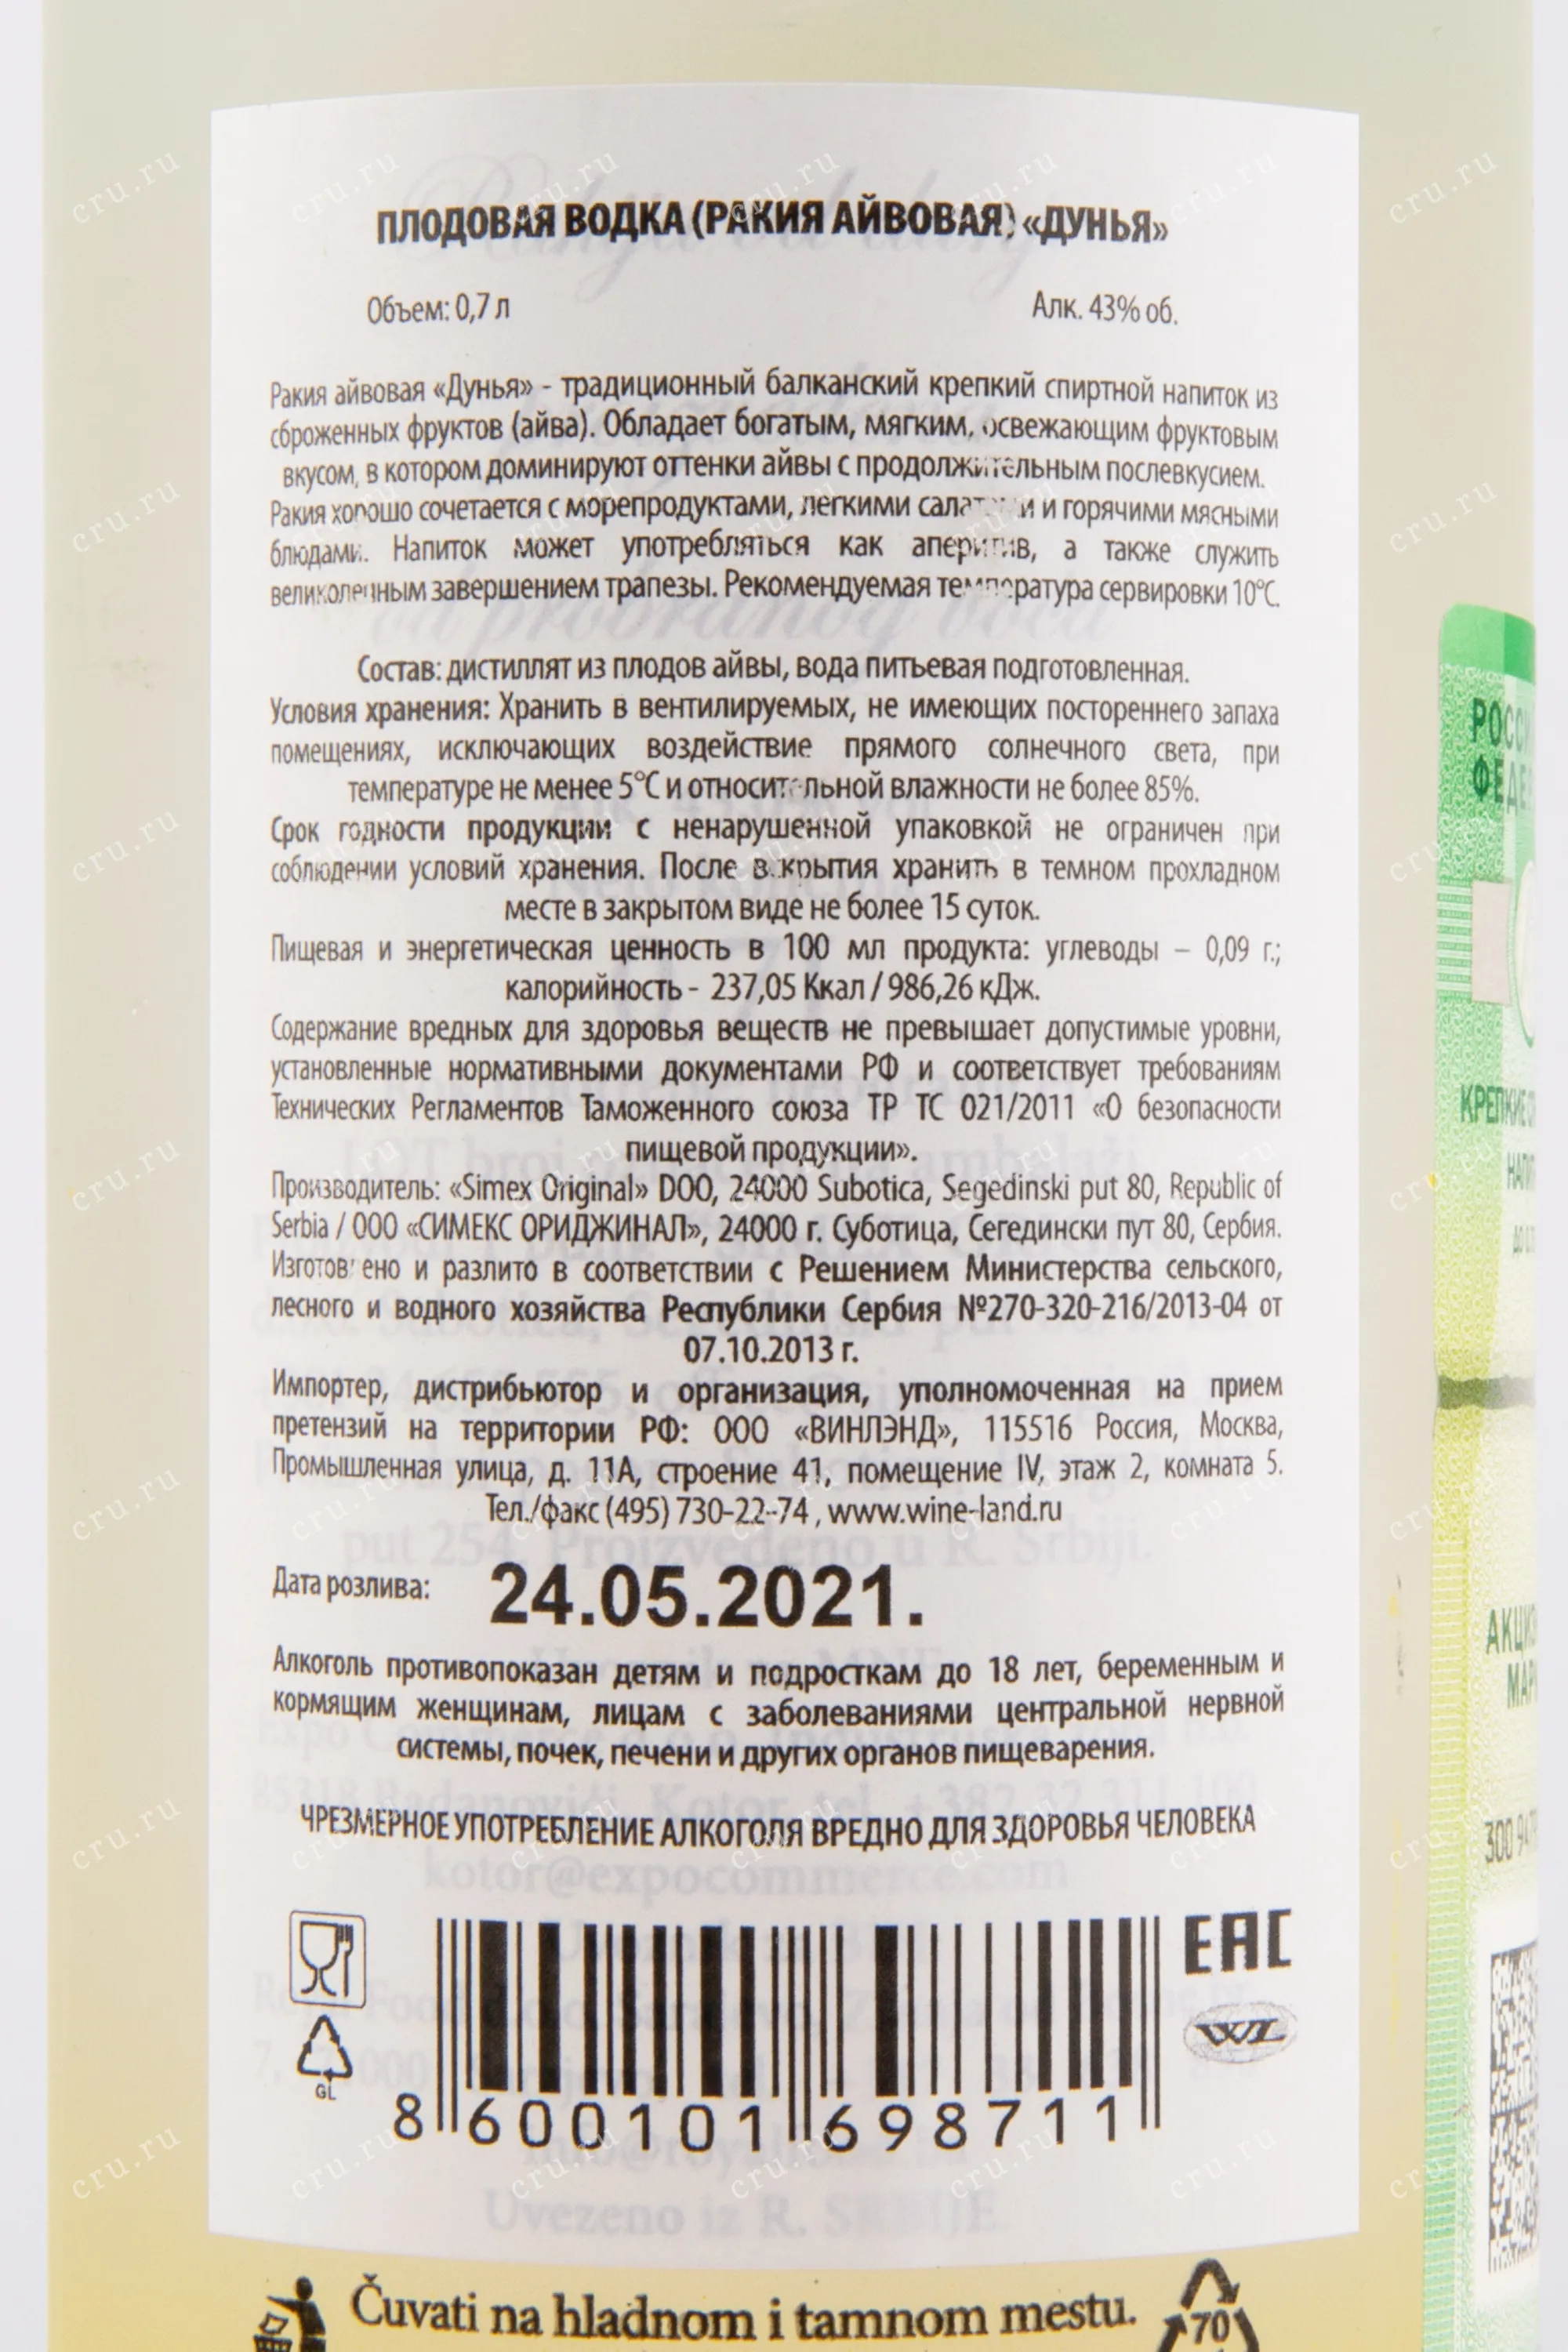 ПЛОДОВАЯ ВОДКА (РАКИЯ АЙВОВАЯ) «ДУНЬЯ»
Объем: 0,7 л Алк. 43% об.
Ракия айвовая «Дунья» - традиционный балканский крепкий спиртной напиток из
сброженных фруктов (айва). Обладает богатым, мягким, освежающим фруктовым
вкусом, в котором доминируют оттенки айвы с продолжительным послевкусием.
Ракия хорошо сочетается с морепродуктами, легкими салатами и горячими мясными
блюдами. Напиток может употребляться как аперитив, а также служить
великолепным завершением трапезы. Рекомендуемая температура сервировки 10°C.
Состав: дистиллят из плодов айвы, вода питьевая подготовленная.
Условия хранения: Хранить в вентилируемых, не имеющих постореннего запаха
помещениях, исключающих воздействие прямого солнечного света, при
температуре не менее 5°C и относительной влажности не более 85%.
Срок годности продукции с ненарушенной упаковкой не ограничен при
соблюдении условий хранения. После вскрытия хранить в темном прохладном
месте в закрытом виде не более 15 суток.
Пищевая и энергетическая ценность в 100 мл продукта: углеводы – 0,09 г.;
калорийность - 237,05 Ккал / 986,26 кДж.
Содержание вредных для здоровья веществ не превышает допустимые уровни,
установленные нормативными документами РФ и соответствует требованиям
Технических Регламентов Таможенного союза ТР ТС 021/2011 «О безопасности
пищевой продукции».
Производитель: «Simex Original» DOO, 24000 Subotica, Segedinski put 80, Republic of
Serbia / ООО «СИМЕКС ОРИДЖИНАЛ», 24000 г. Суботица, Сегедински пут 80, Сербия.
Изготовлено и разлито в соответствии с Решением Министерства сельского,
лесного и водного хозяйства Республики Сербия №270-320-216/2013-04 от
07.10.2013 г.
Импортер, дистрибьютор и организация, уполномоченная на прием
претензий на территории РФ: ООО «ВИНЛЭНД», 115516 Россия, Москва,
Промышленная улица, д. 11А, строение 41, помещение IV, этаж 2, комната 5.
Тел./факс (495) 730-22-74 , www.wine-land.ru
Дата розлива: 24.05.2021.
Алкоголь противопоказан детям и подросткам до 18 лет, беременным и
кормящим женщинам, лицам с заболеваниями центральной нервной
системы, почек, печени и других органов пищеварения.
ЧРЕЗМЕРНОЕ УПОТРЕБЛЕНИЕ АЛКОГОЛЯ ВРЕДНО ДЛЯ ЗДОРОВЬЯ ЧЕЛОВЕКА
EAC
WL
GL
8 600101 698711
Čuvati na hladnom i tamnom mestu.
70
cru.ru